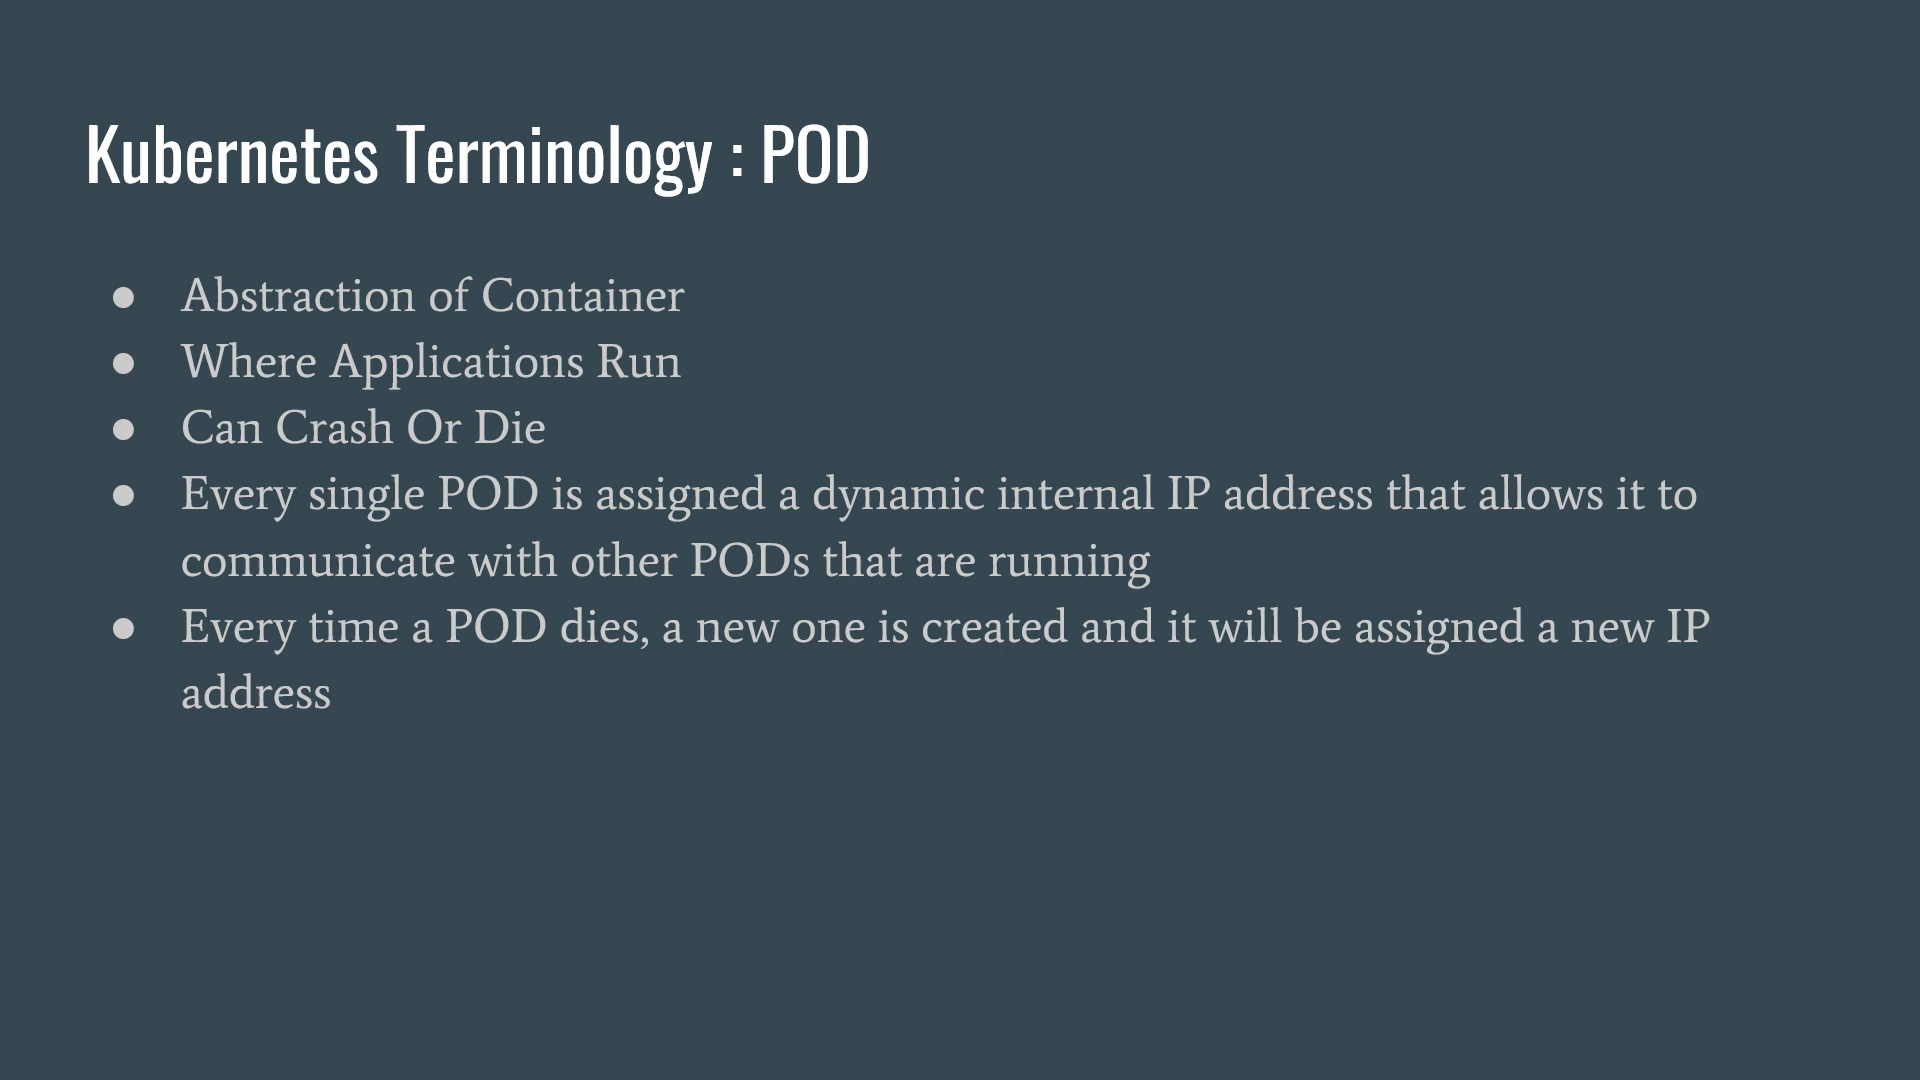 Kubernetes Terminology : POD
● Abstraction of Container
● Where Applications Run
● Can Crash Or Die
● Every single POD is assigned a dynamic internal IP address that allows it to
communicate with other PODs that are running
● Every time a POD dies, a new one is created and it will be assigned a new IP
address